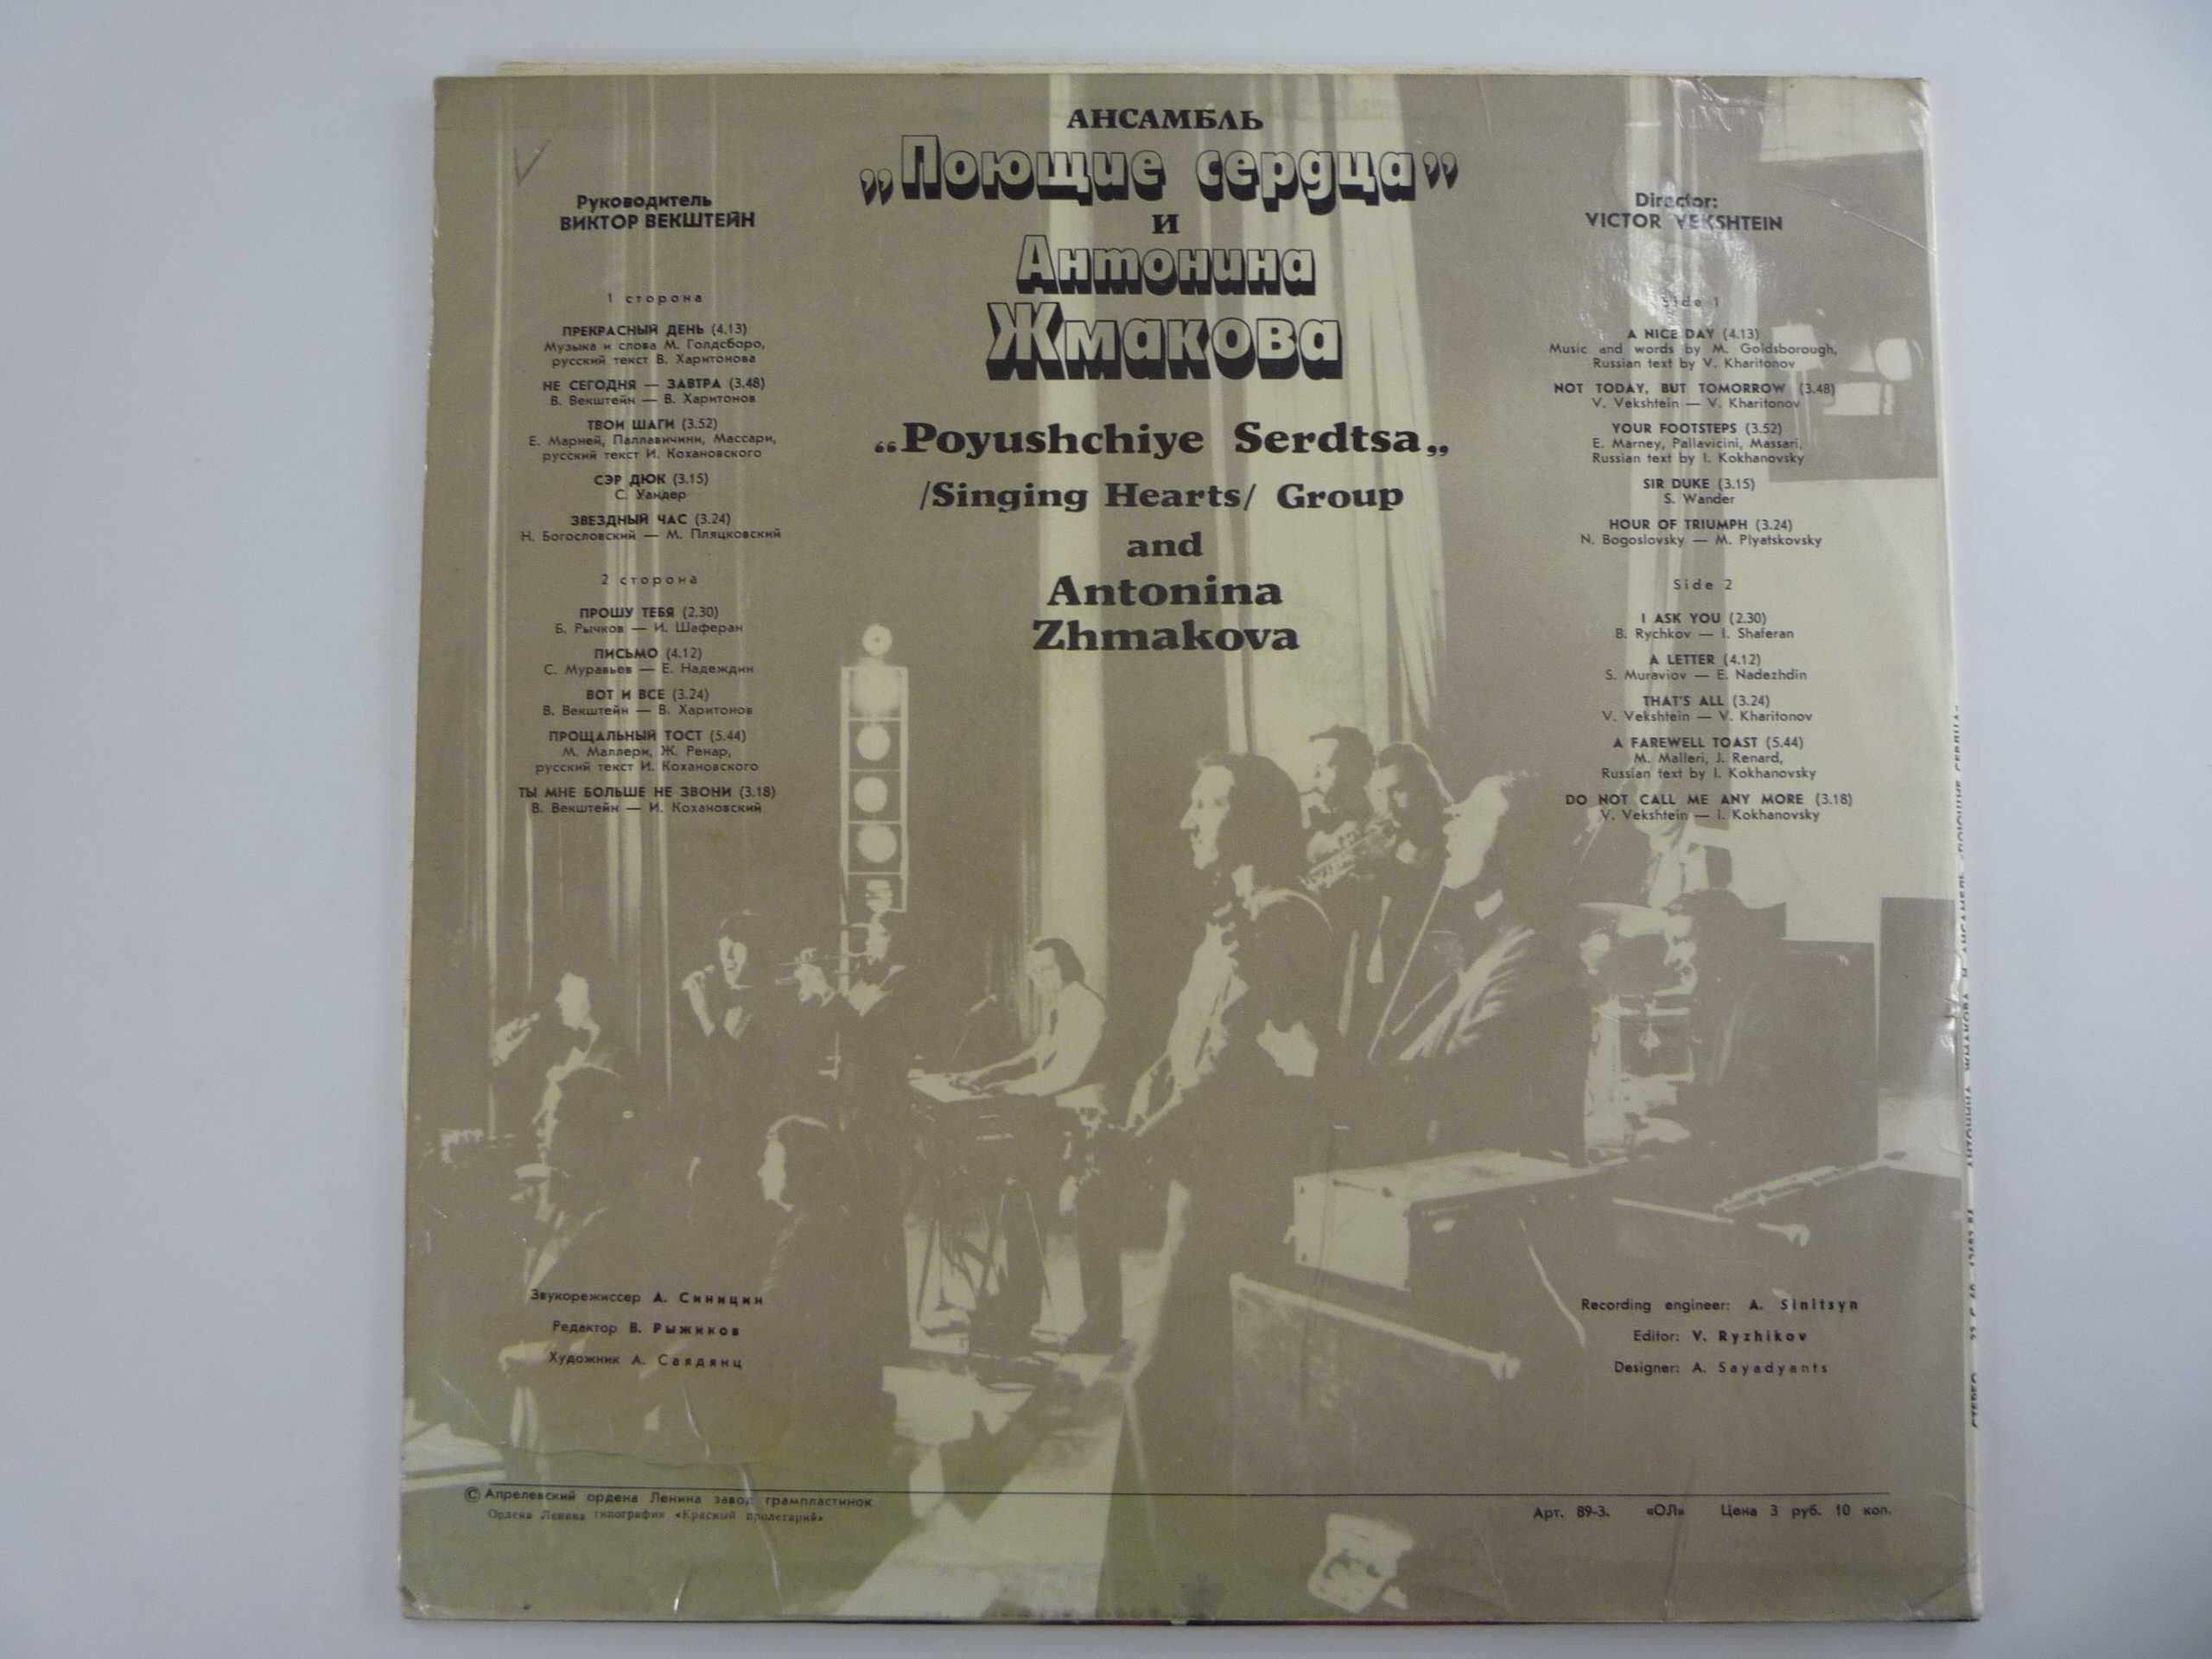 АНСАМБЛЬ
„Поющие сердца”
и
Антонина
Жмакова
„Poyushchiye Serdtsa„
/Singing Hearts/ Group
and
Antonina
Zhmakova
Руководитель
ВИКТОР ВЕКШТЕЙН
1 сторона
ПРЕКРАСНЫЙ ДЕНЬ (4.13)
Музыка и слова М. Голдсборо,
русский текст В. Харитонова
НЕ СЕГОДНЯ — ЗАВТРА (3.48)
В. Векштейн — В. Харитонов
ТВОИ ШАГИ (3.52)
Е. Марней, Паллавичини, Массари,
русский текст И. Кохановского
СЭР ДЮК (3.15)
С. Уандер
ЗВЕЗДНЫЙ ЧАС (3.24)
Н. Богословский — М. Пляцковский
2 сторона
ПРОШУ ТЕБЯ (2.30)
Б. Рычков — И. Шаферан
ПИСЬМО (4.12)
С. Муравьев — Е. Надеждин
ВОТ И ВСЕ (3.24)
В. Векштейн — В. Харитонов
ПРОЩАЛЬНЫЙ ТОСТ (5.44)
М. Маллери, Ж. Ренар,
русский текст И. Кохановского
ТЫ МНЕ БОЛЬШЕ НЕ ЗВОНИ (3.18)
В. Векштейн — И. Кохановский
Director:
VICTOR VEKSHTEIN
Side 1
A NICE DAY (4.13)
Music and words by M. Goldsborough,
Russian text by V. Kharitonov
NOT TODAY, BUT TOMORROW (3.48)
V. Vekshtein — V. Kharitonov
YOUR FOOTSTEPS (3.52)
E. Marney, Pallavicini, Massari,
Russian text by I. Kokhanovsky
SIR DUKE (3.15)
S. Wander
HOUR OF TRIUMPH (3.24)
N. Bogoslovsky — M. Plyatskovsky
Side 2
I ASK YOU (2.30)
B. Rychkov — I. Shaferan
A LETTER (4.12)
S. Muraviov — E. Nadezhdin
THAT'S ALL (3.24)
V. Vekshtein — V. Kharitonov
A FAREWELL TOAST (5.44)
M. Malleri, J. Renard,
Russian text by I. Kokhanovsky
DO NOT CALL ME ANY MORE (3.18)
V. Vekshtein — I. Kokhanovsky
Звукорежиссер А. Синицин
Редактор В. Рыжиков
Художник А. Саядянц
Recording engineer: A. Sinitsyn
Editor: V. Ryzhikov
Designer: A. Sayadyants
© Апрелевский ордена Ленина завод грампластинок
Ордена Ленина типография «Красный пролетарий»
Арт. 89-3. «ОЛ» Цена 3 руб. 10 коп.